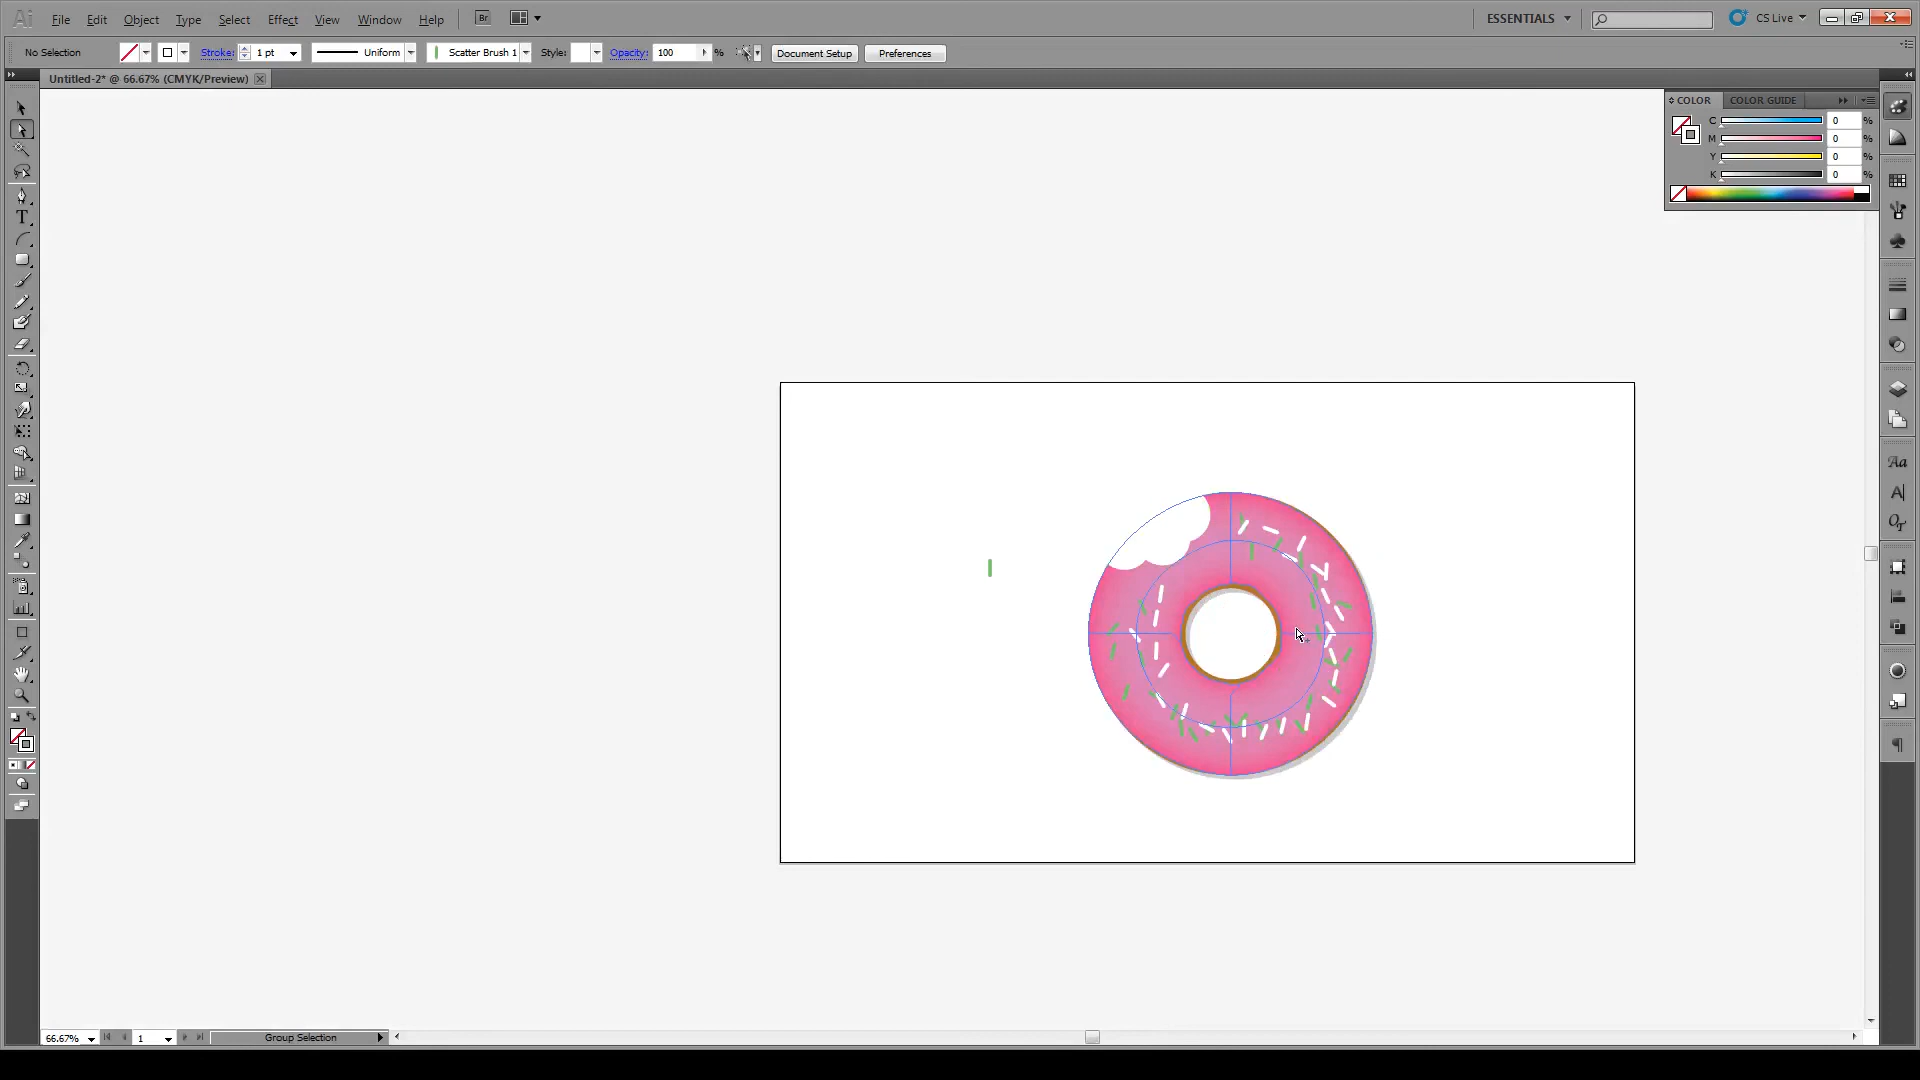 Ai File Edit Object Type Select Effect View Window Help Br ESSENTIALS CS Live
No Selection Stroke: 1 pt Uniform Scatter Brush 1 Style: Opacity: 100 % Document Setup Preferences
Untitled-2* @ 66.67% (CMYK/Preview)
COLOR COLOR GUIDE
C 0 %
M 0 %
Y 0 %
K 0 %
66.67% 1 Group Selection